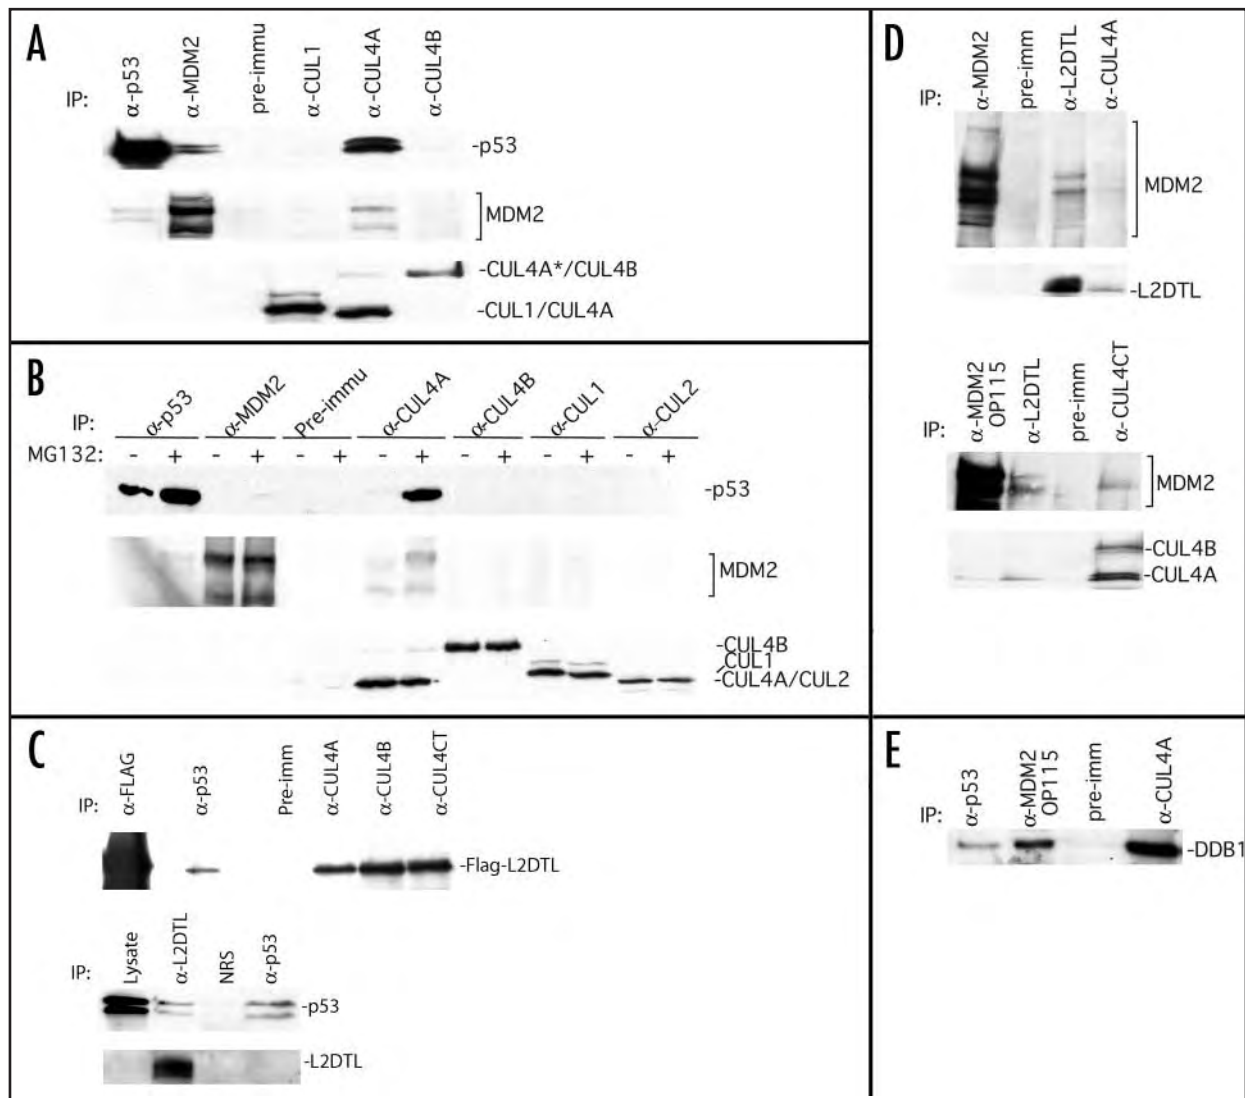 A
IP: α-p53 α-MDM2 pre-immu α-CUL1 α-CUL4A α-CUL4B
-p53
MDM2
-CUL4A*/CUL4B
-CUL1/CUL4A
B
IP: α-p53 α-MDM2 Pre-immu α-CUL4A α-CUL4B α-CUL1 α-CUL2
MG132: - + - + - + - + - + - + - +
-p53
MDM2
-CUL4B
CUL1
-CUL4A/CUL2
C
IP: α-FLAG α-p53 Pre-imm α-CUL4A α-CUL4B α-CUL4CT
-Flag-L2DTL
IP: Lysate α-L2DTL NRS α-p53
-p53
-L2DTL
D
IP: α-MDM2 pre-imm α-L2DTL α-CUL4A
MDM2
-L2DTL
IP: α-MDM2 OP115 α-L2DTL pre-imm α-CUL4CT
MDM2
-CUL4B
-CUL4A
E
IP: α-p53 α-MDM2 OP115 pre-imm α-CUL4A
-DDB1